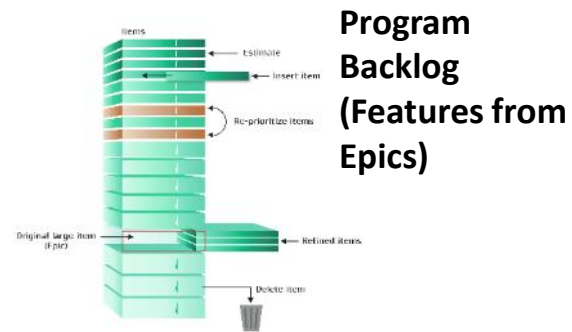 Items
Program
Backlog
(Features from
Epics)
Estimate
Insert item
Re-prioritize items
Original large item
(Epic)
Refined items
Delete item